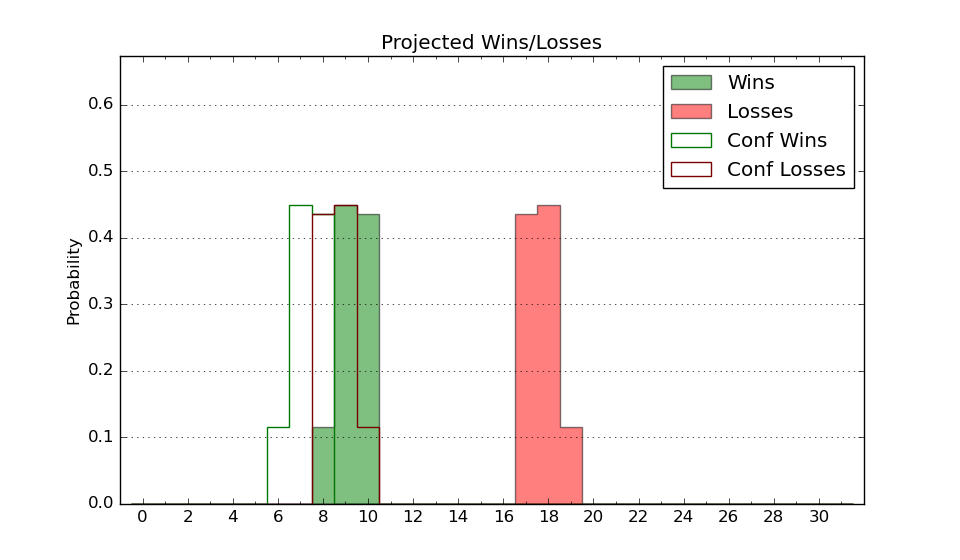 Projected Wins/Losses
Probability
0.6
0.5
0.4
0.3
0.2
0.1
0.0
Wins
Losses
Conf Wins
Conf Losses
0 2 4 6 8 10 12 14 16 18 20 22 24 26 28 30